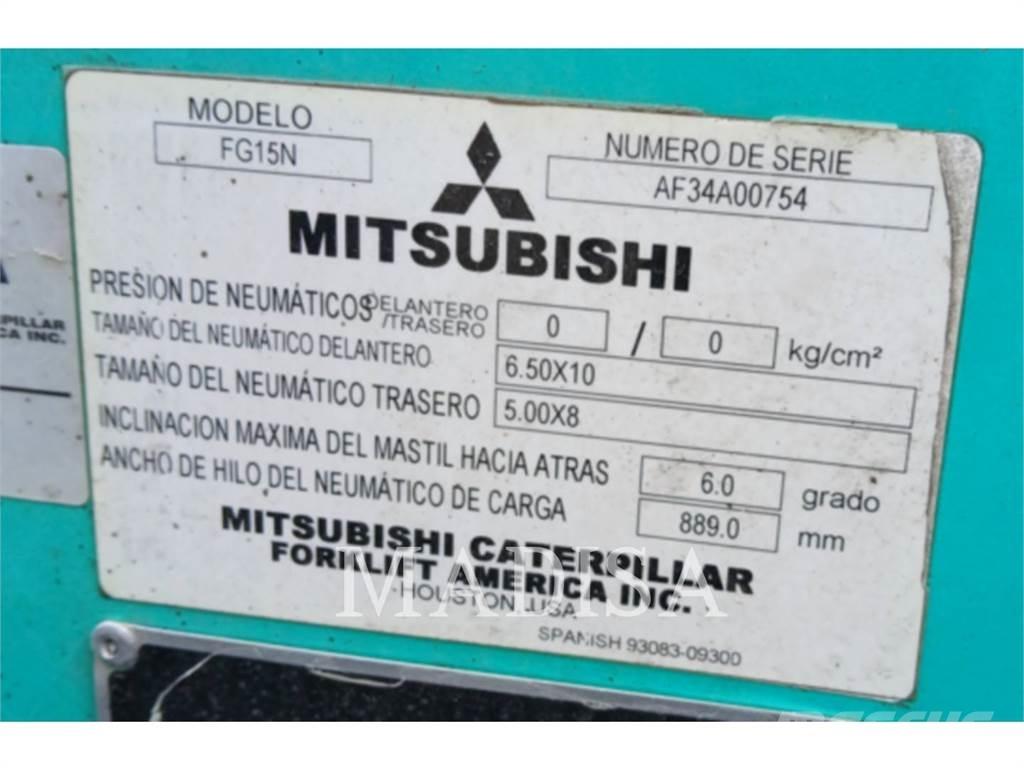 MODELO
FG15N
NUMERO DE SERIE
AF34A00754
MITSUBISHI
PRESION DE NEUMÁTICOS DELANTERO /TRASERO 0 / 0 kg/cm²
TAMAÑO DEL NEUMÁTICO DELANTERO 6.50X10
TAMAÑO DEL NEUMÁTICO TRASERO 5.00X8
INCLINACION MAXIMA DEL MASTIL HACIA ATRAS 6.0 grado
ANCHO DE HILO DEL NEUMÁTICO DE CARGA 889.0 mm
MITSUBISHI CATERPILLAR
FORKLIFT AMERICA INC.
HOUSTON, USA
SPANISH 93083-09300
MADISA
INC.